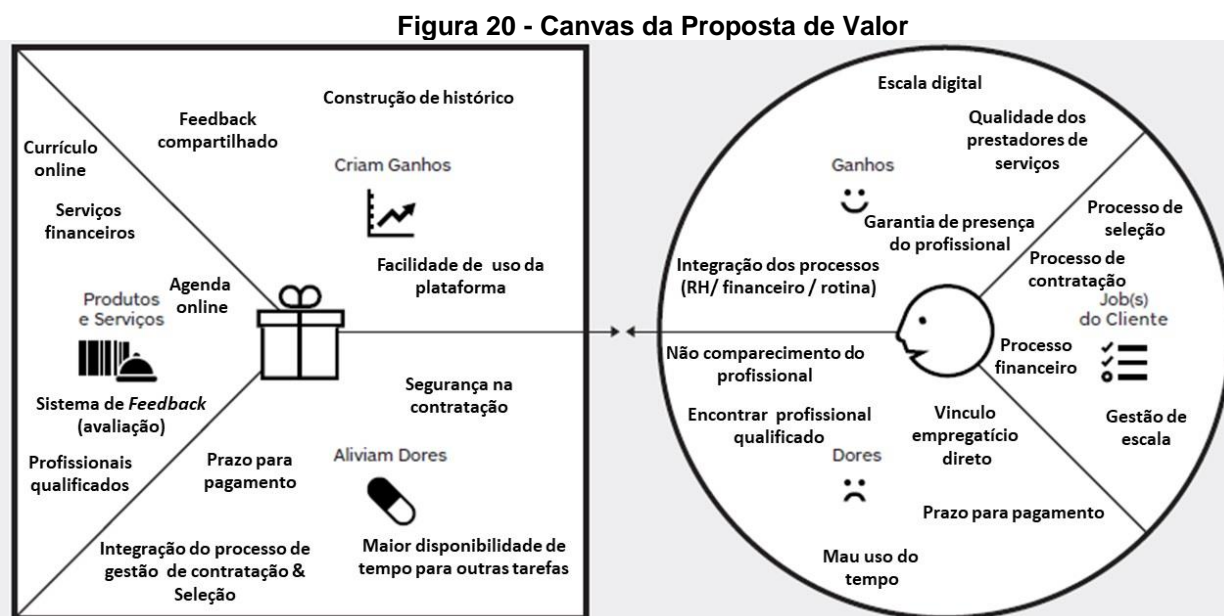 Figura 20 - Canvas da Proposta de Valor
Construção de histórico
Feedback
compartilhado
Currículo
online
Criam Ganhos
Serviços
financeiros
Facilidade de uso da
plataforma
Agenda
online
Produtos
e Serviços
Sistema de Feedback
(avaliação)
Profissionais
qualificados
Segurança na
contratação
Prazo para
pagamento
Aliviam Dores
Integração do processo de
gestão de contratação &
Seleção
Maior disponibilidade de
tempo para outras tarefas
Escala digital
Qualidade dos
prestadores de
serviços
Ganhos
Garantia de presença
do profissional
Integração dos processos
(RH/ financeiro / rotina)
Processo de
seleção
Processo de
contratação
Job(s)
do Cliente
Processo
financeiro
Gestão de
escala
Não comparecimento do
profissional
Encontrar profissional
qualificado
Vinculo
empregatício
direto
Dores
Prazo para pagamento
Mau uso do
tempo